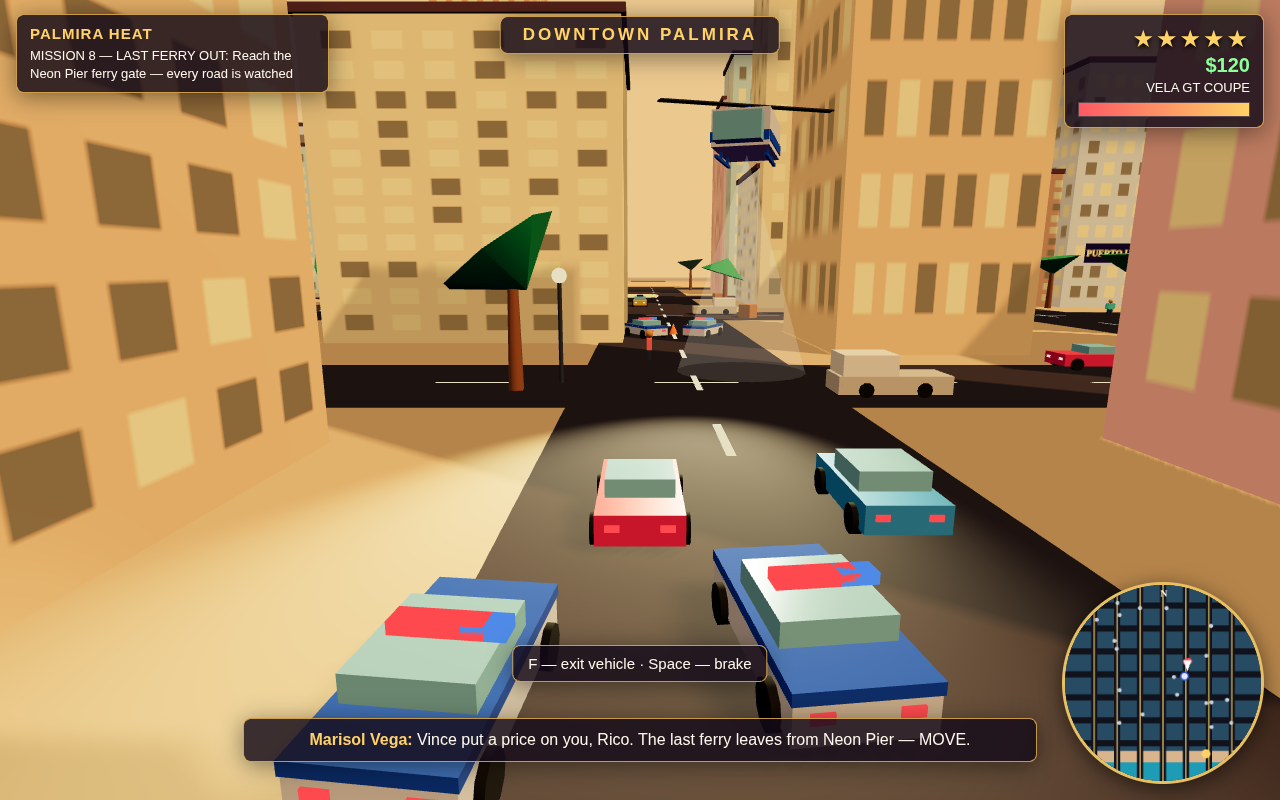 PALMIRA HEAT
MISSION 8 — LAST FERRY OUT: Reach the
Neon Pier ferry gate — every road is watched
DOWNTOWN PALMIRA
★★★★★
$120
VELA GT COUPE
F — exit vehicle · Space — brake
N
Marisol Vega: Vince put a price on you, Rico. The last ferry leaves from Neon Pier — MOVE.